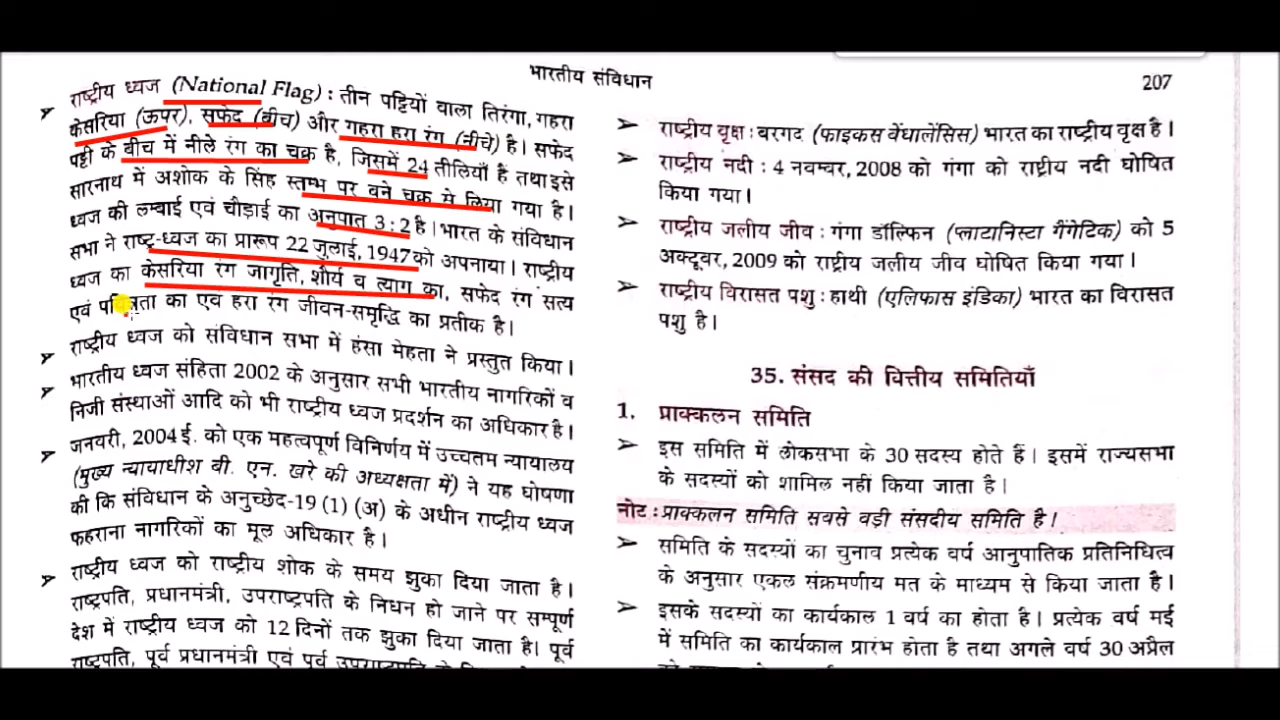 भारतीय संविधान
207
➤ राष्ट्रीय ध्वज (National Flag) : तीन पट्टियों वाला तिरंगा, गहरा
केसरिया (ऊपर), सफेद (बीच) और गहरा हरा रंग (नीचे) है। सफेद
पट्टी के बीच में नीले रंग का चक्र है, जिसमें 24 तीलियाँ हैं तथा इसे
सारनाथ में अशोक के सिंह स्तम्भ पर बने चक्र से लिया गया है।
ध्वज की लम्बाई एवं चौड़ाई का अनुपात 3 : 2 है। भारत के संविधान
सभा ने राष्ट्र-ध्वज का प्रारूप 22 जुलाई, 1947 को अपनाया। राष्ट्रीय
ध्वज का केसरिया रंग जागृति, शौर्य व त्याग का, सफेद रंग सत्य
एवं का एवं हरा रंग जीवन-समृद्धि का प्रतीक है।
➤ राष्ट्रीय ध्वज को संविधान सभा में हंसा मेहता ने प्रस्तुत किया।
➤ भारतीय ध्वज संहिता 2002 के अनुसार सभी भारतीय नागरिकों व
निजी संस्थाओं आदि को भी राष्ट्रीय ध्वज प्रदर्शन का अधिकार है।
➤ जनवरी, 2004 ई. को एक महत्वपूर्ण विनिर्णय में उच्चतम न्यायालय
(मुख्य न्यायाधीश वी. एन. खरे की अध्यक्षता में) ने यह घोषणा
की कि संविधान के अनुच्छेद-19 (1) (अ) के अधीन राष्ट्रीय ध्वज
फहराना नागरिकों का मूल अधिकार है।
➤ राष्ट्रीय ध्वज को राष्ट्रीय शोक के समय झुका दिया जाता है।
राष्ट्रपति, प्रधानमंत्री, उपराष्ट्रपति के निधन हो जाने पर सम्पूर्ण
देश में राष्ट्रीय ध्वज को 12 दिनों तक झुका दिया जाता है। पूर्व
राष्ट्रपति, पूर्व प्रधानमंत्री एवं पूर्व उपराष्ट्रपति के
➤ राष्ट्रीय वृक्ष : बरगद (फाइकस बेंघालेंसिस) भारत का राष्ट्रीय वृक्ष है।
➤ राष्ट्रीय नदी : 4 नवम्बर, 2008 को गंगा को राष्ट्रीय नदी घोषित
किया गया।
➤ राष्ट्रीय जलीय जीव : गंगा डॉल्फिन (प्लाटानिस्टा गैंगेटिक) को 5
अक्टूबर, 2009 को राष्ट्रीय जलीय जीव घोषित किया गया।
➤ राष्ट्रीय विरासत पशु : हाथी (एलिफास इंडिका) भारत का विरासत
पशु है।
35. संसद की वित्तीय समितियाँ
1. प्राक्कलन समिति
➤ इस समिति में लोकसभा के 30 सदस्य होते हैं। इसमें राज्यसभा
के सदस्यों को शामिल नहीं किया जाता है।
नोट : प्राक्कलन समिति सबसे बड़ी संसदीय समिति है।
➤ समिति के सदस्यों का चुनाव प्रत्येक वर्ष आनुपातिक प्रतिनिधित्व
के अनुसार एकल संक्रमणीय मत के माध्यम से किया जाता है।
➤ इसके सदस्यों का कार्यकाल 1 वर्ष का होता है। प्रत्येक वर्ष मई
में समिति का कार्यकाल प्रारंभ होता है तथा अगले वर्ष 30 अप्रैल